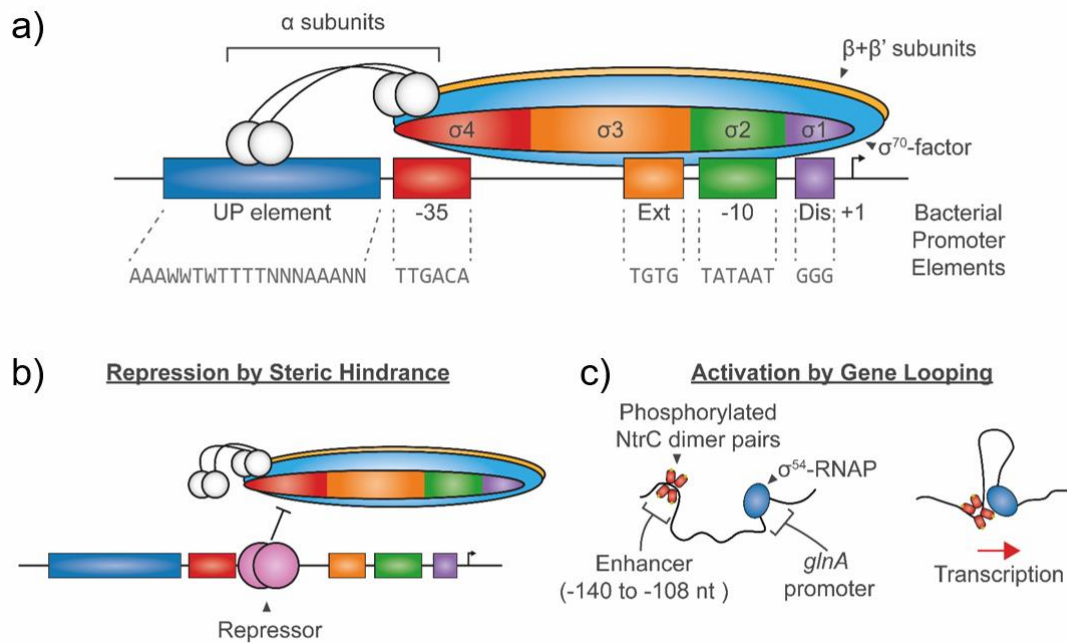 a)
α subunits
β+β’ subunits
σ4
σ3
σ2
σ1
σ⁷⁰-factor
UP element
-35
Ext
-10
Dis
+1
Bacterial
Promoter
Elements
AAAWWTWTTTTNNNAAANN
TTGACA
TGTG
TATAAT
GGG
b)
Repression by Steric Hindrance
Repressor
c)
Activation by Gene Looping
Phosphorylated
NtrC dimer pairs
σ⁵⁴-RNAP
Enhancer
(-140 to -108 nt )
glnA
promoter
Transcription